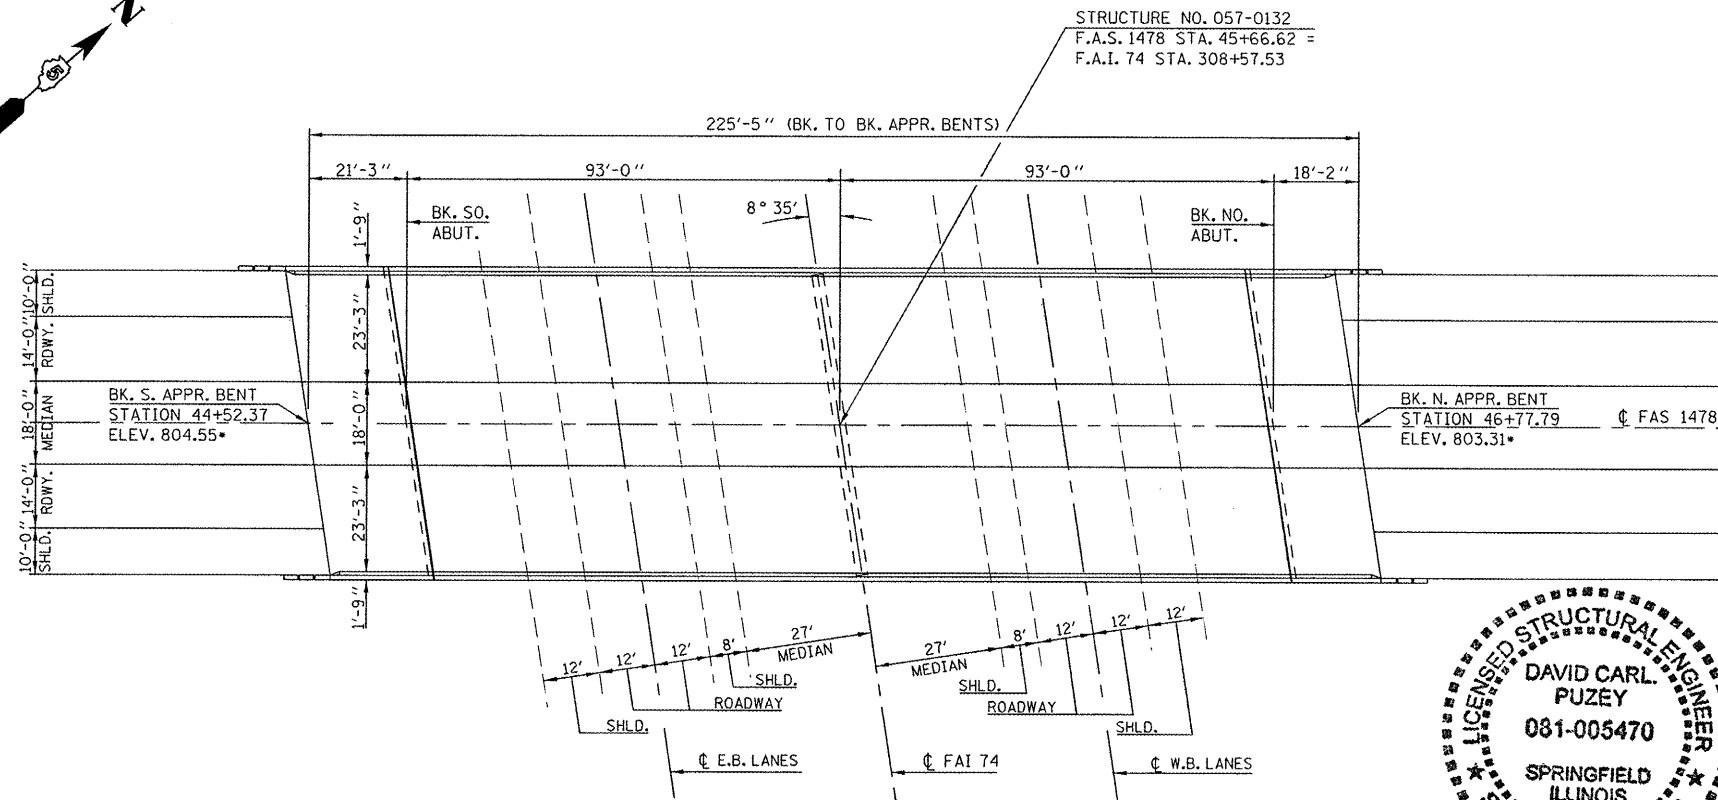 N
5
STRUCTURE NO. 057-0132
F.A.S. 1478 STA. 45+66.62 =
F.A.I. 74 STA. 308+57.53
225'-5" (BK. TO BK. APPR. BENTS)
21'-3"
93'-0"
93'-0"
18'-2"
8°35'
BK. SO.
ABUT.
BK. NO.
ABUT.
1'-9"
23'-3"
18'-0"
23'-3"
1'-9"
10'-0" SHLD.
14'-0" RDWY.
18'-0" MEDIAN
14'-0" RDWY.
10'-0" SHLD.
BK. S. APPR. BENT
STATION 44+52.37
ELEV. 804.55*
BK. N. APPR. BENT
STATION 46+77.79
ELEV. 803.31*
℄ FAS 1478
12'
12'
12'
8'
27'
MEDIAN
SHLD.
ROADWAY
SHLD.
27'
MEDIAN
8'
12'
12'
12'
SHLD.
ROADWAY
SHLD.
℄ E.B. LANES
℄ FAI 74
℄ W.B. LANES
LICENSED STRUCTURAL ENGINEER
DAVID CARL.
PUZEY
081-005470
SPRINGFIELD
ILLINOIS